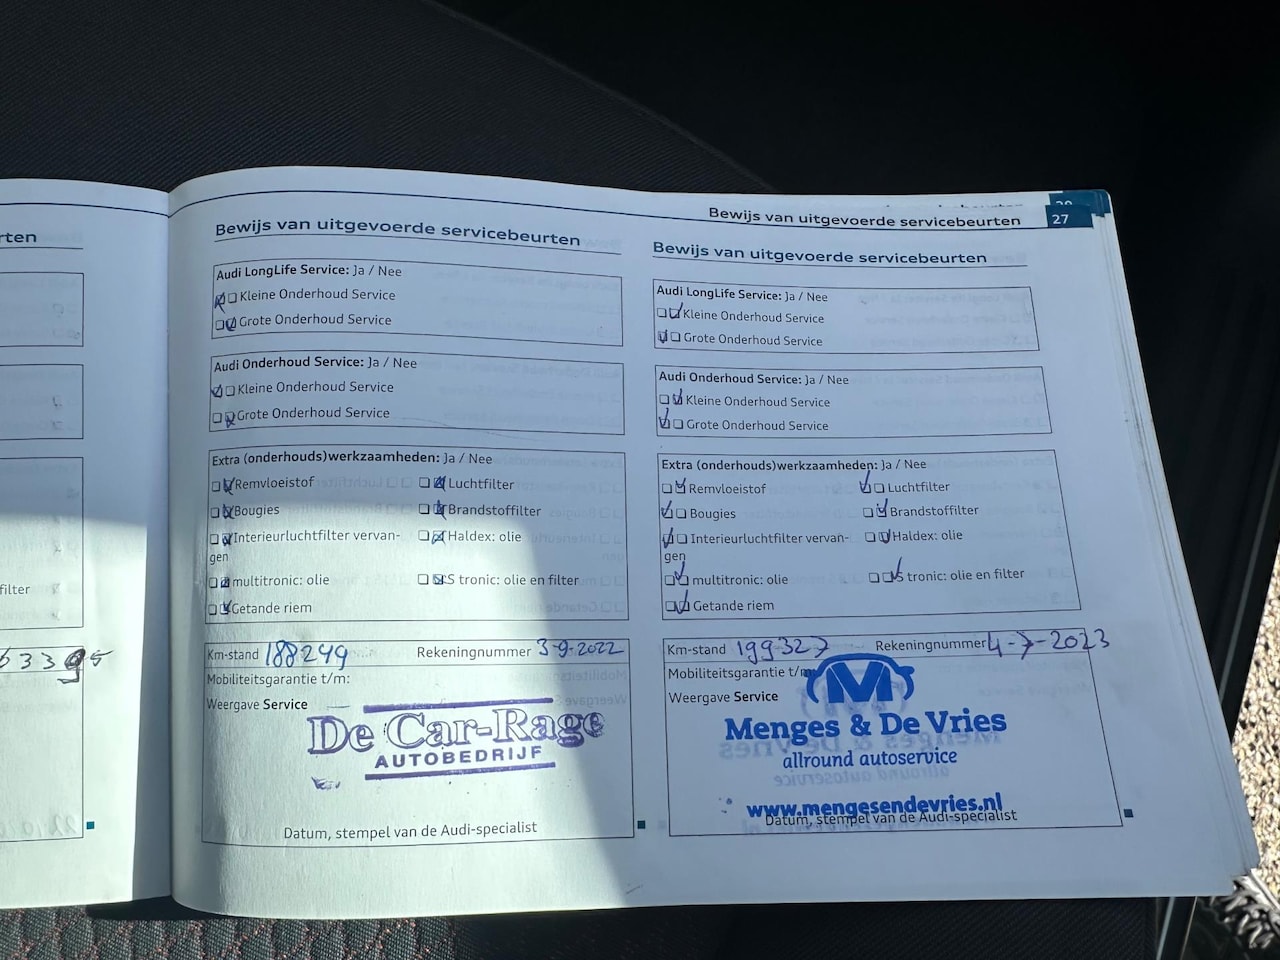 rten
filter
Bewijs van uitgevoerde servicebeurten
Audi LongLife Service: Ja / Nee
Kleine Onderhoud Service
Grote Onderhoud Service
Audi Onderhoud Service: Ja / Nee
Kleine Onderhoud Service
Grote Onderhoud Service
Extra (onderhouds)werkzaamheden: Ja / Nee
Remvloeistof Luchtfilter
Bougies Brandstoffilter
Interieurluchtfilter vervan- Haldex: olie
gen
multitronic: olie S tronic: olie en filter
Getande riem
Km-stand 188249 Rekeningnummer 3-9-2022
Mobiliteitsgarantie t/m:
Weergave Service
De Car-Rage
AUTOBEDRIJF
Datum, stempel van de Audi-specialist
Bewijs van uitgevoerde servicebeurten 27
Bewijs van uitgevoerde servicebeurten
Audi LongLife Service: Ja / Nee
Kleine Onderhoud Service
Grote Onderhoud Service
Audi Onderhoud Service: Ja / Nee
Kleine Onderhoud Service
Grote Onderhoud Service
Extra (onderhouds)werkzaamheden: Ja / Nee
Remvloeistof Luchtfilter
Bougies Brandstoffilter
Interieurluchtfilter vervan- Haldex: olie
gen
multitronic: olie S tronic: olie en filter
Getande riem
Km-stand 199327 Rekeningnummer 4-7-2023
Mobiliteitsgarantie t/m:
Weergave Service
M
Menges & De Vries
allround autoservice
www.mengesendevries.nl
Datum, stempel van de Audi-specialist